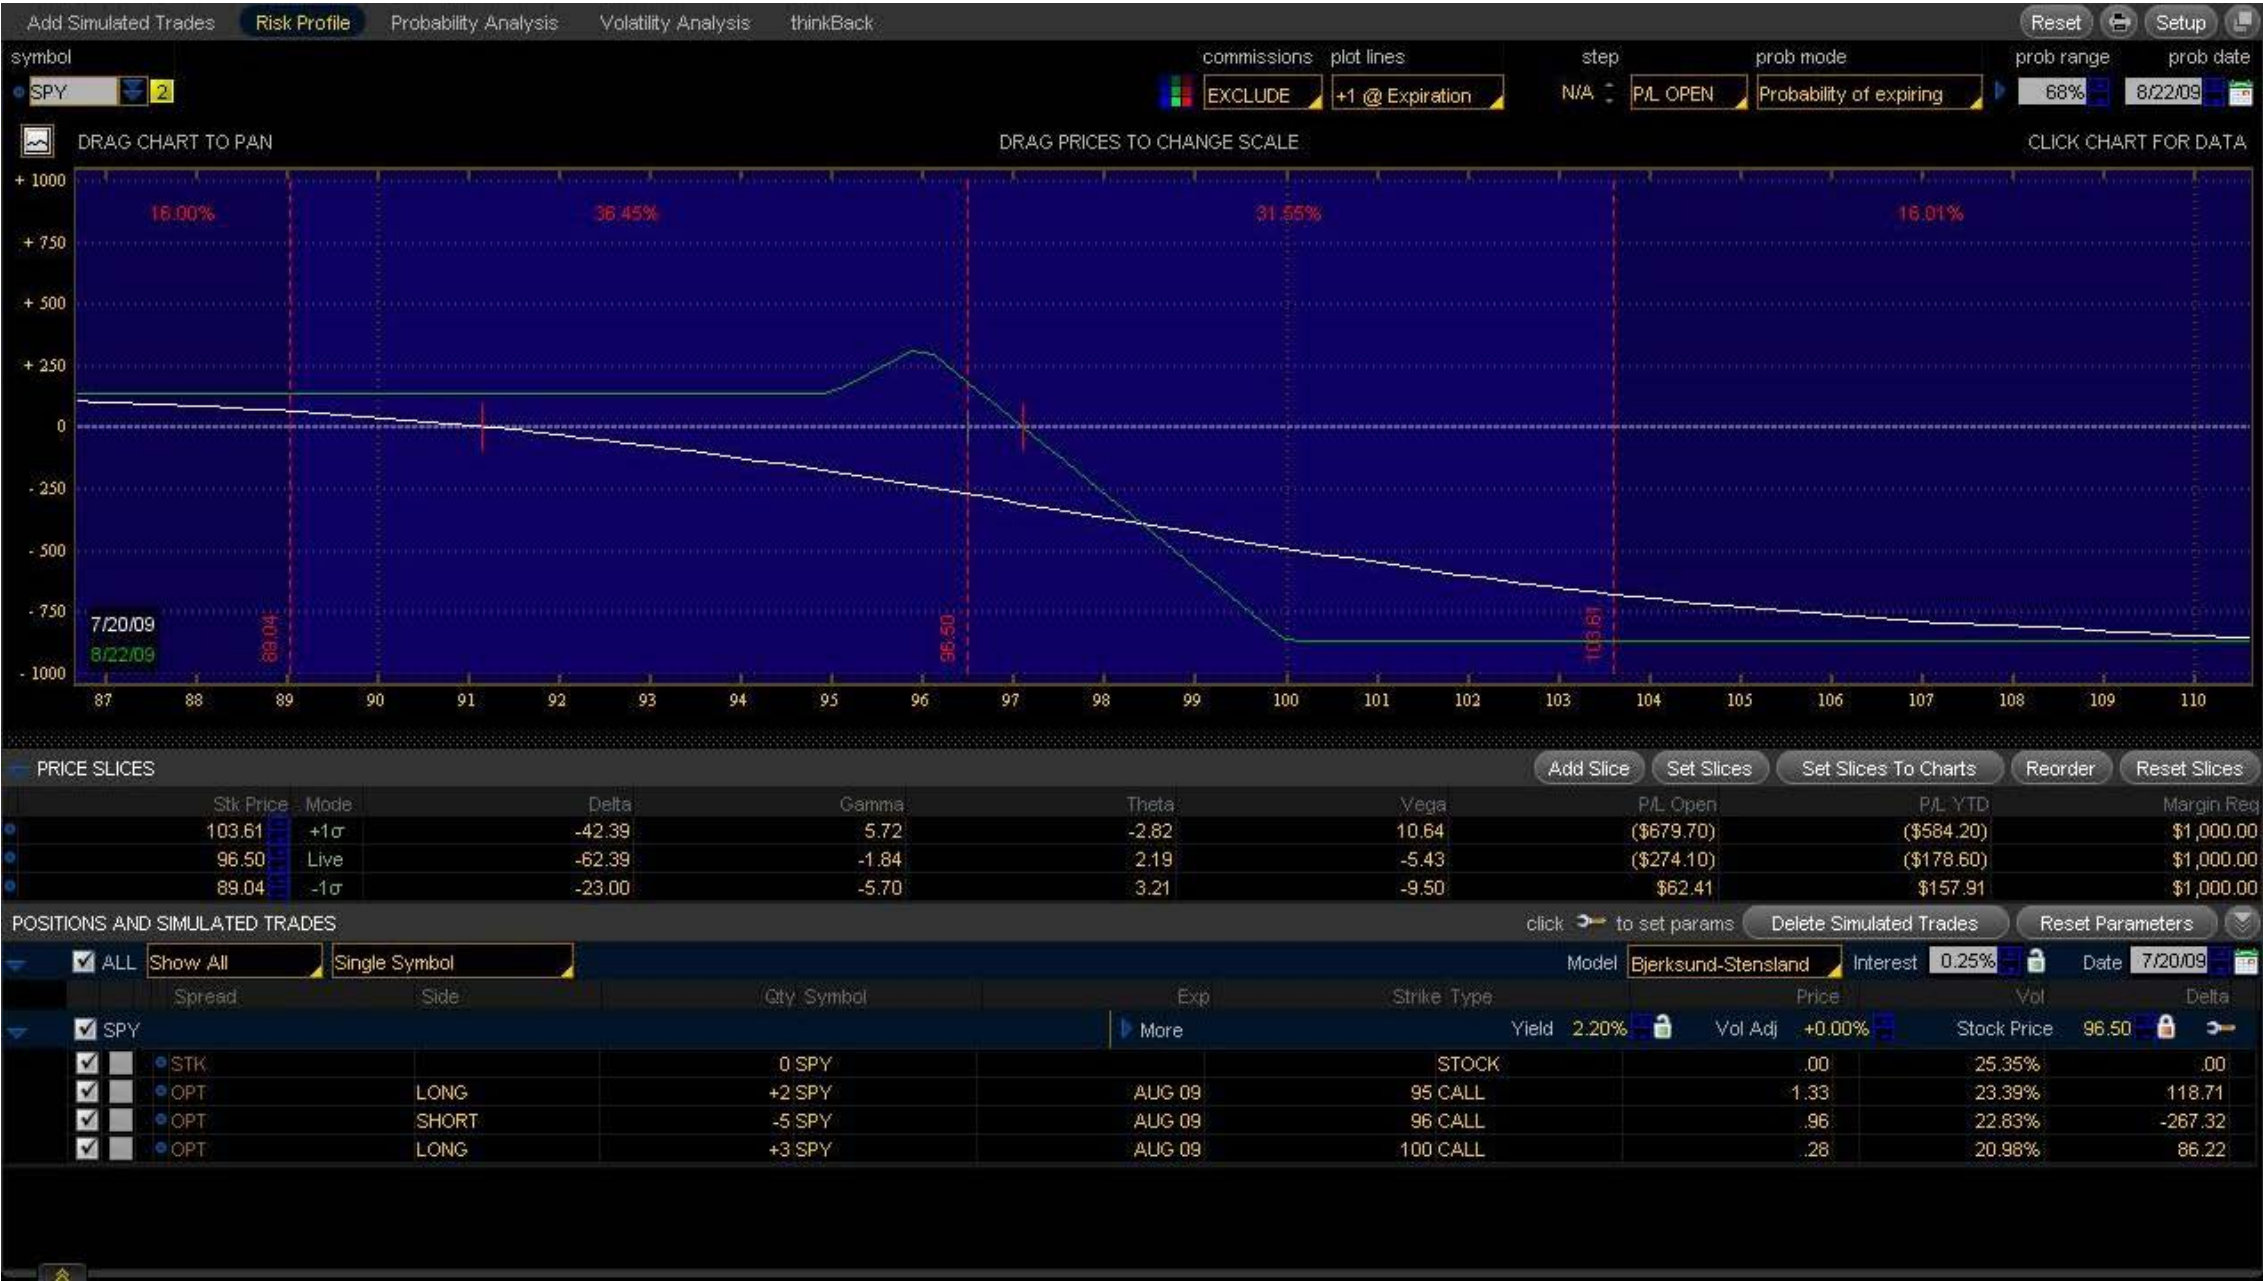 Add Simulated Trades Risk Profile Probability Analysis Volatility Analysis thinkBack Reset Setup
symbol commissions plot lines step prob mode prob range prob date
SPY 2 EXCLUDE +1 @ Expiration N/A P/L OPEN Probability of expiring 68% 8/22/09
DRAG CHART TO PAN DRAG PRICES TO CHANGE SCALE CLICK CHART FOR DATA
+ 1000
16.00% 36.45% 31.55% 16.01%
+ 750
+ 500
+ 250
0
- 250
- 500
- 750
7/20/09
8/22/09
89.04 96.50 103.61
- 1000
87 88 89 90 91 92 93 94 95 96 97 98 99 100 101 102 103 104 105 106 107 108 109 110
PRICE SLICES Add Slice Set Slices Set Slices To Charts Reorder Reset Slices
Stk Price Mode Delta Gamma Theta Vega P/L Open P/L YTD Margin Req
103.61 +1σ -42.39 5.72 -2.82 10.64 ($679.70) ($584.20) $1,000.00
96.50 Live -62.39 -1.84 2.19 -5.43 ($274.10) ($178.60) $1,000.00
89.04 -1σ -23.00 -5.70 3.21 -9.50 $62.41 $157.91 $1,000.00
POSITIONS AND SIMULATED TRADES click to set params Delete Simulated Trades Reset Parameters
ALL Show All Single Symbol Model Bjerksund-Stensland Interest 0.25% Date 7/20/09
Spread Side Qty Symbol Exp Strike Type Price Vol Delta
SPY More Yield 2.20% Vol Adj +0.00% Stock Price 96.50
STK 0 SPY STOCK .00 25.35% .00
OPT LONG +2 SPY AUG 09 95 CALL 1.33 23.39% 118.71
OPT SHORT -5 SPY AUG 09 96 CALL .96 22.83% -267.32
OPT LONG +3 SPY AUG 09 100 CALL .28 20.98% 86.22